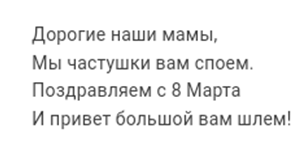 Дорогие наши мамы,
Мы частушки вам споем.
Поздравляем с 8 Марта
И привет большой вам шлем!